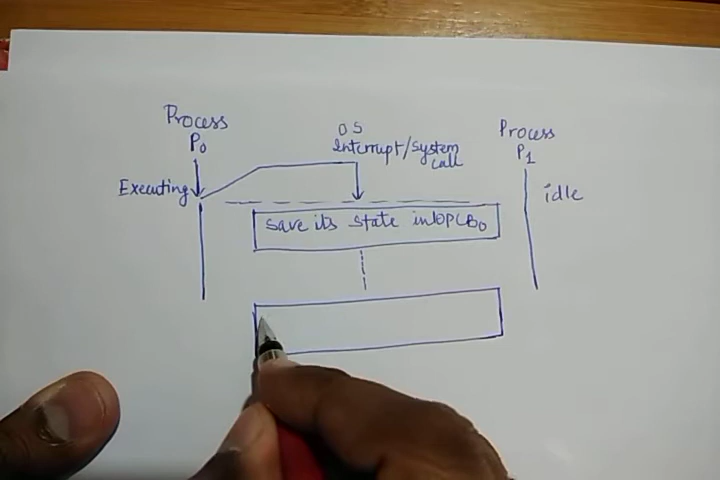 Process
P0
OS
Interrupt/System
call
Process
P1
Executing
idle
Save its state intoPCB0